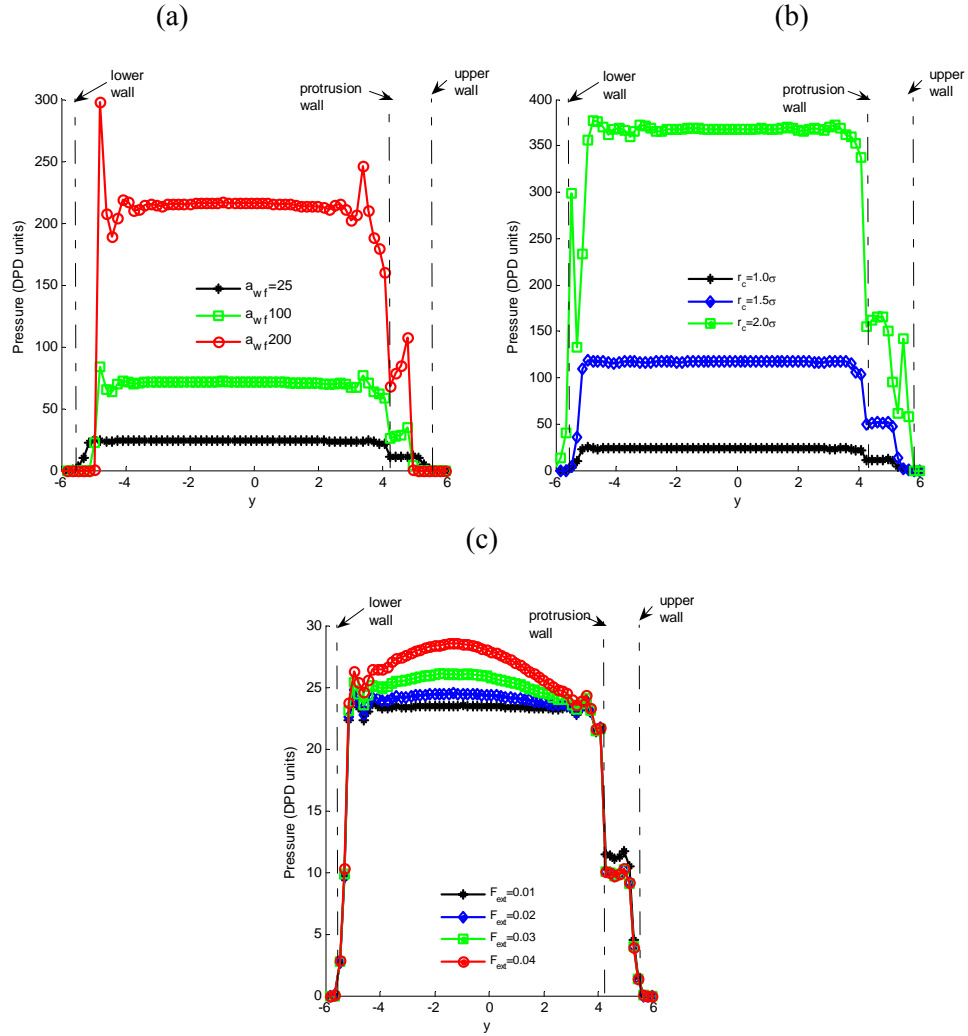 (a)
(b)
lower
wall
protrusion
wall
upper
wall
300
250
200
150
100
50
0
Pressure (DPD units)
a_wf=25
a_wf100
a_wf200
-6 -4 -2 0 2 4 6
y
lower
wall
protrusion
wall
upper
wall
400
350
300
250
200
150
100
50
0
Pressure (DPD units)
r_c=1.0σ
r_c=1.5σ
r_c=2.0σ
-6 -4 -2 0 2 4 6
y
(c)
lower
wall
protrusion
wall
upper
wall
30
25
20
15
10
5
0
Pressure (DPD units)
F_ext=0.01
F_ext=0.02
F_ext=0.03
F_ext=0.04
-6 -4 -2 0 2 4 6
y